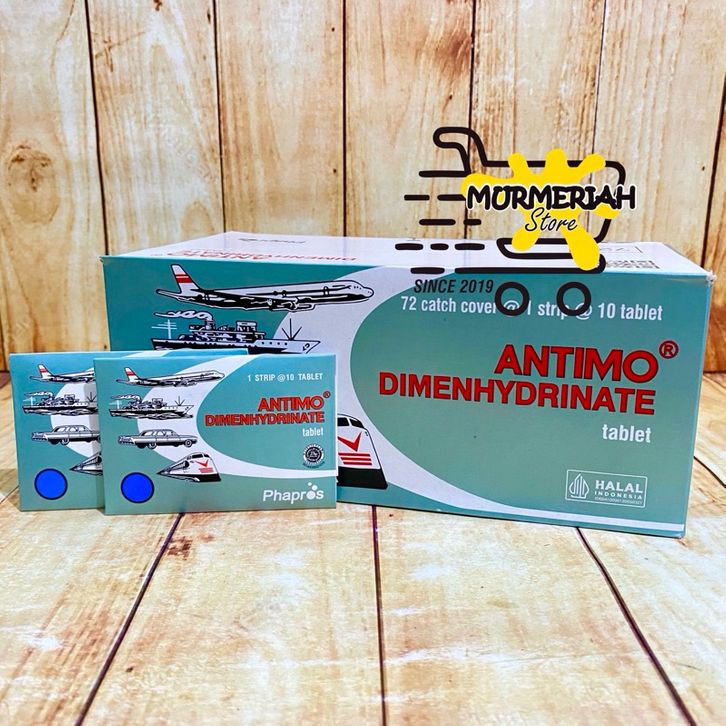 MURMERIAH
Store
SINCE 2019
DIMENHYDRINATE
72 catch cover @ 1 strip @ 10 tablet
ANTIMO®
DIMENHYDRINATE
tablet
HALAL
INDONESIA
1 STRIP @10 TABLET
ANTIMO®
DIMENHYDRINATE
tablet
Phapros